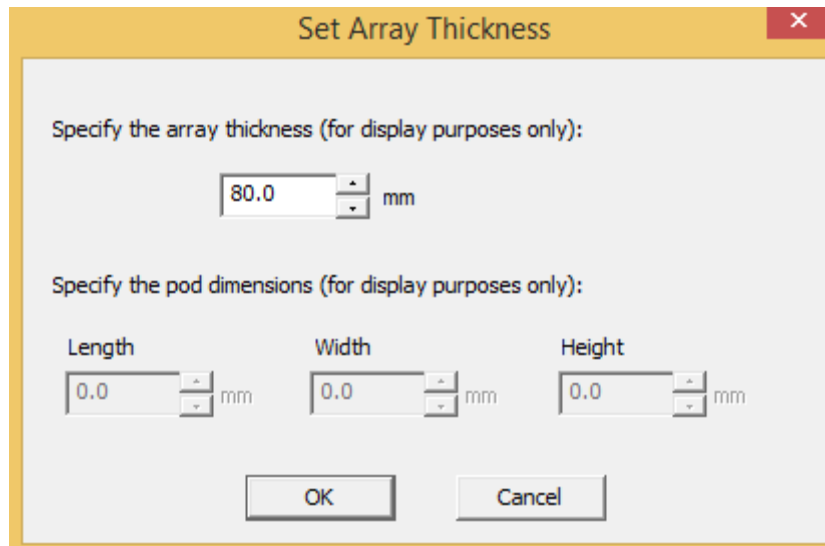 Set Array Thickness
Specify the array thickness (for display purposes only):
80.0 mm
Specify the pod dimensions (for display purposes only):
Length Width Height
0.0 mm 0.0 mm 0.0 mm
OK Cancel